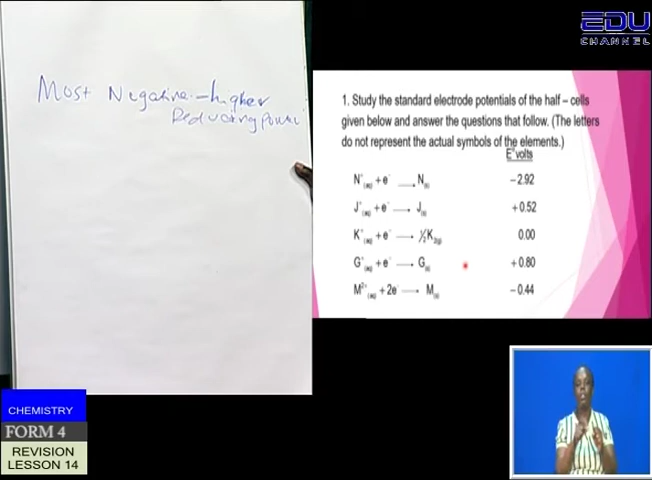 EDU
CHANNEL
Most Negative - higher
Reducing power
1. Study the standard electrode potentials of the half – cells
given below and answer the questions that follow. (The letters
do not represent the actual symbols of the elements.)
E° volts
N⁺(aq) + e⁻ → N(s) −2.92
J⁺(aq) + e⁻ → J(s) +0.52
K⁺(aq) + e⁻ → ½K2(g) 0.00
G⁺(aq) + e⁻ → G(s) +0.80
M²⁺(aq) + 2e⁻ → M(s) −0.44
CHEMISTRY
FORM 4
REVISION
LESSON 14